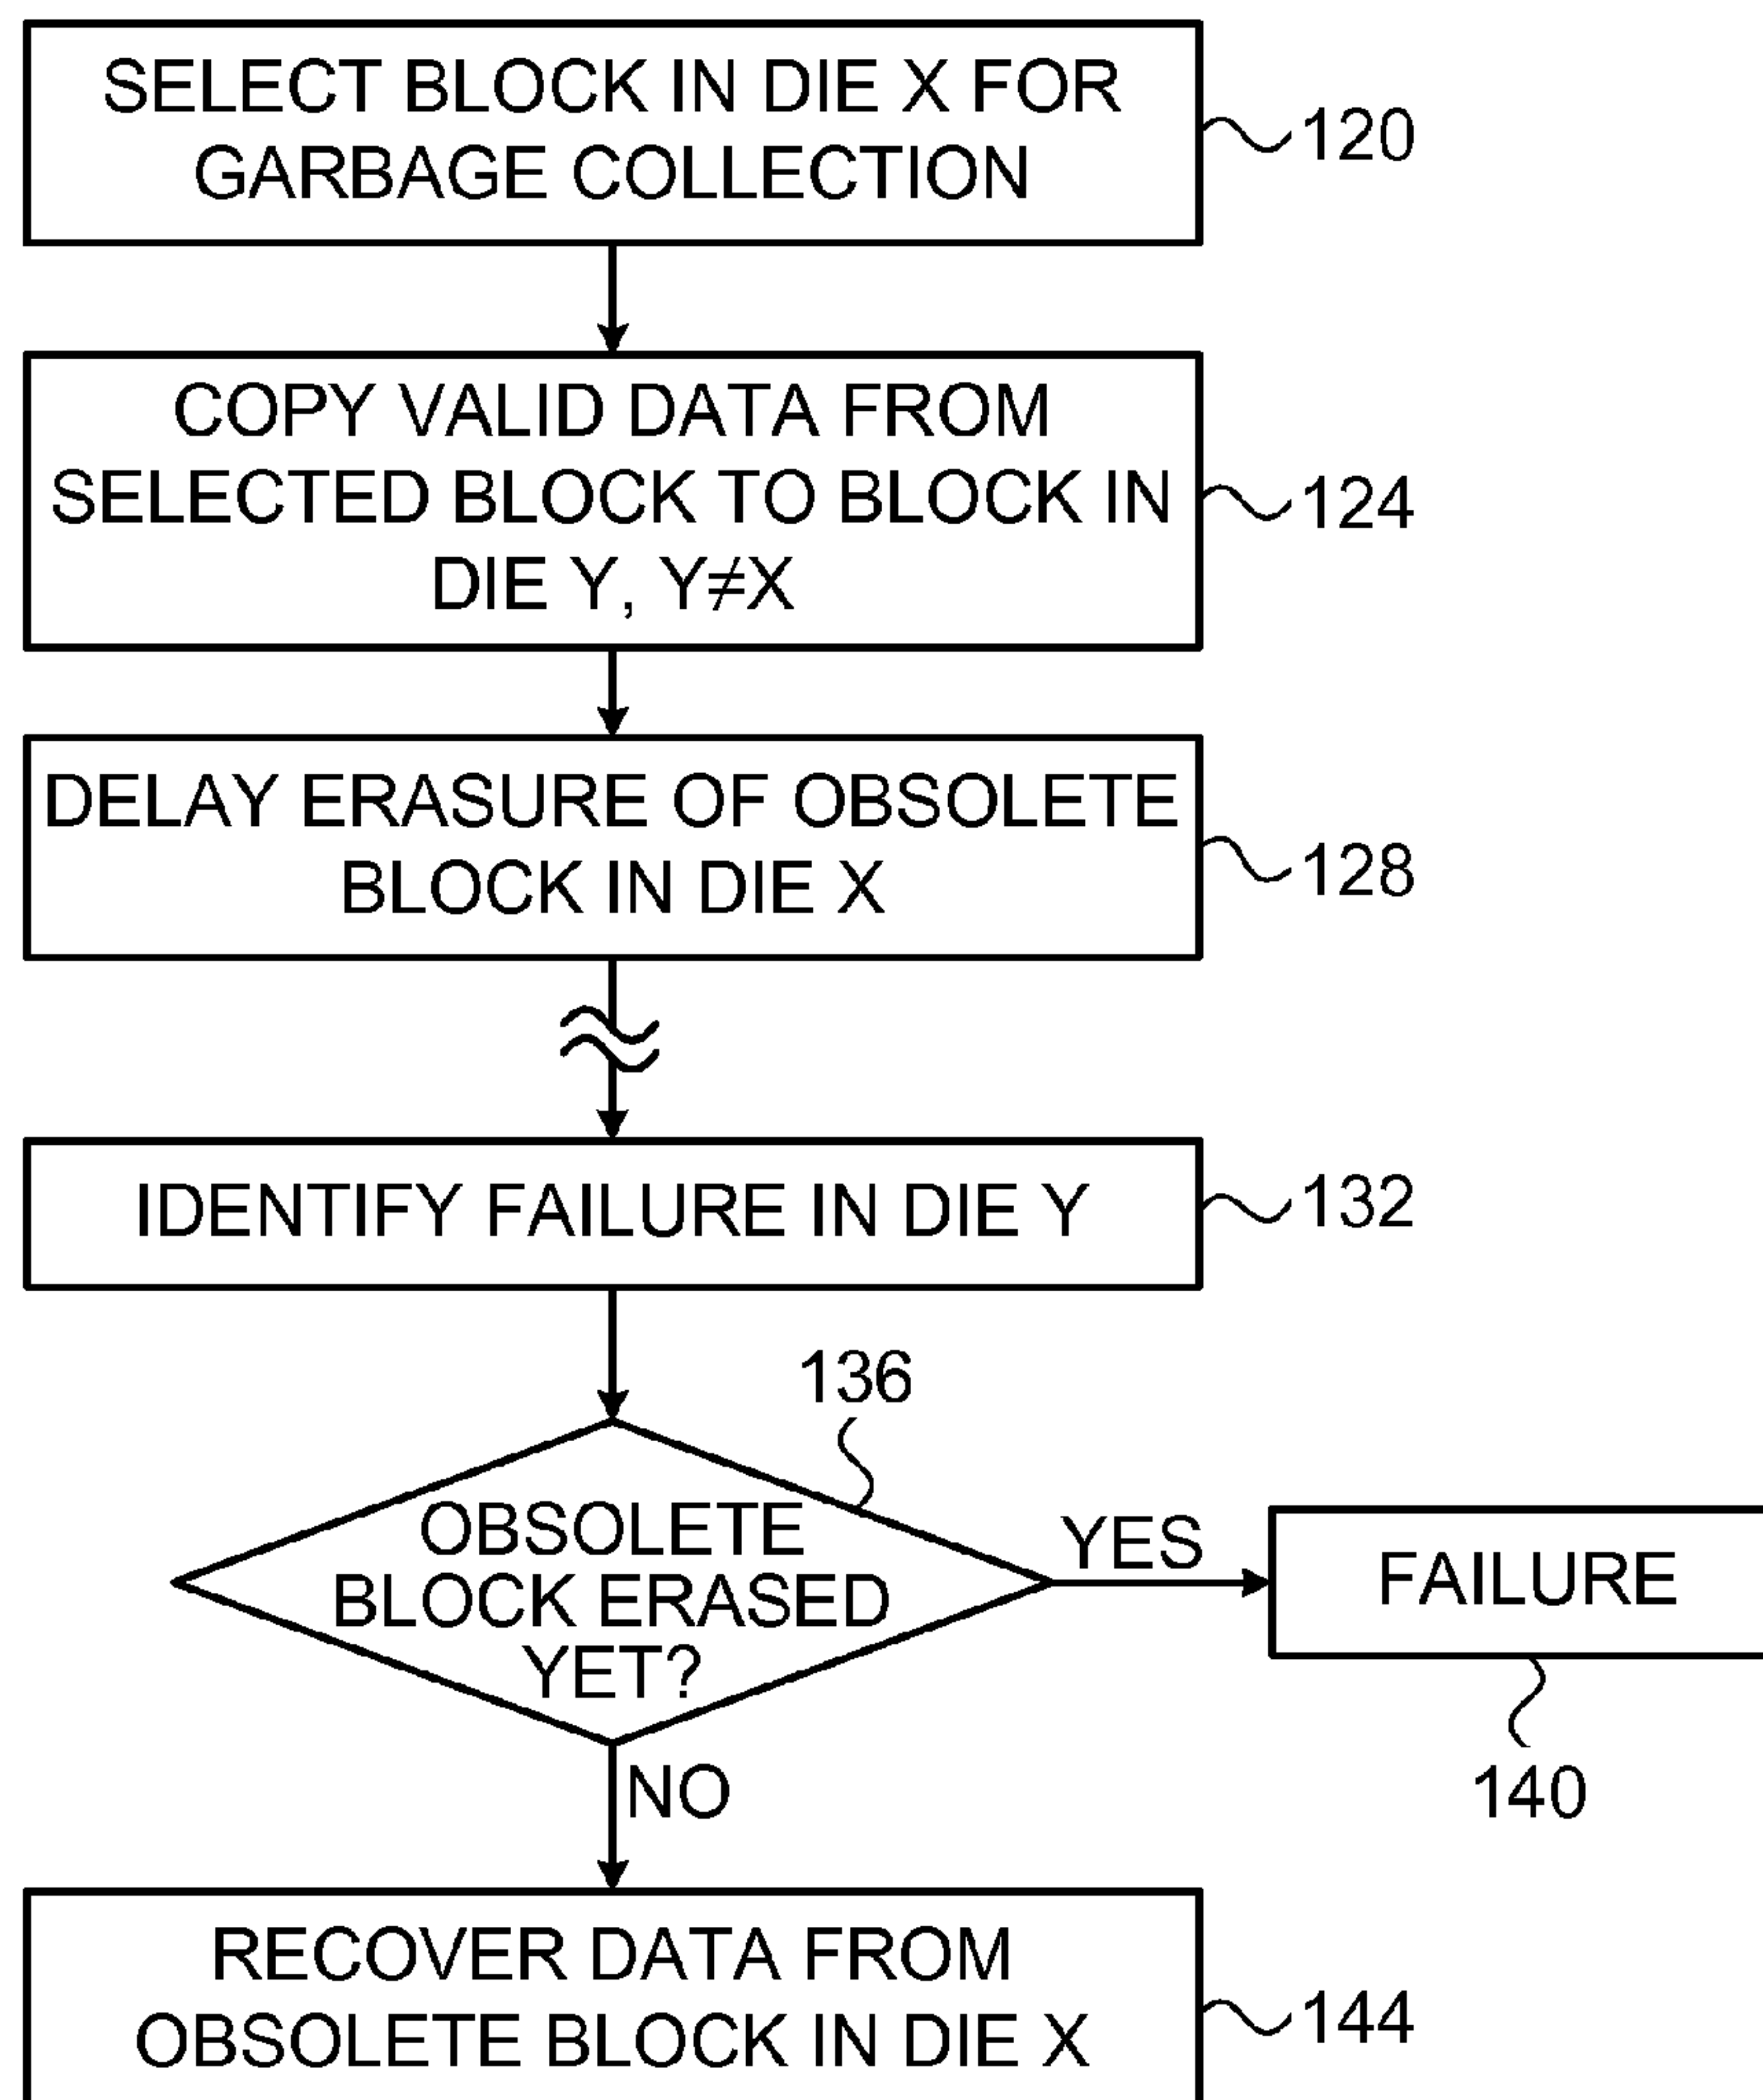 SELECT BLOCK IN DIE X FOR
GARBAGE COLLECTION
120
COPY VALID DATA FROM
SELECTED BLOCK TO BLOCK IN
DIE Y, Y≠X
124
DELAY ERASURE OF OBSOLETE
BLOCK IN DIE X
128
IDENTIFY FAILURE IN DIE Y
132
136
OBSOLETE
BLOCK ERASED
YET?
YES
FAILURE
140
NO
RECOVER DATA FROM
OBSOLETE BLOCK IN DIE X
144